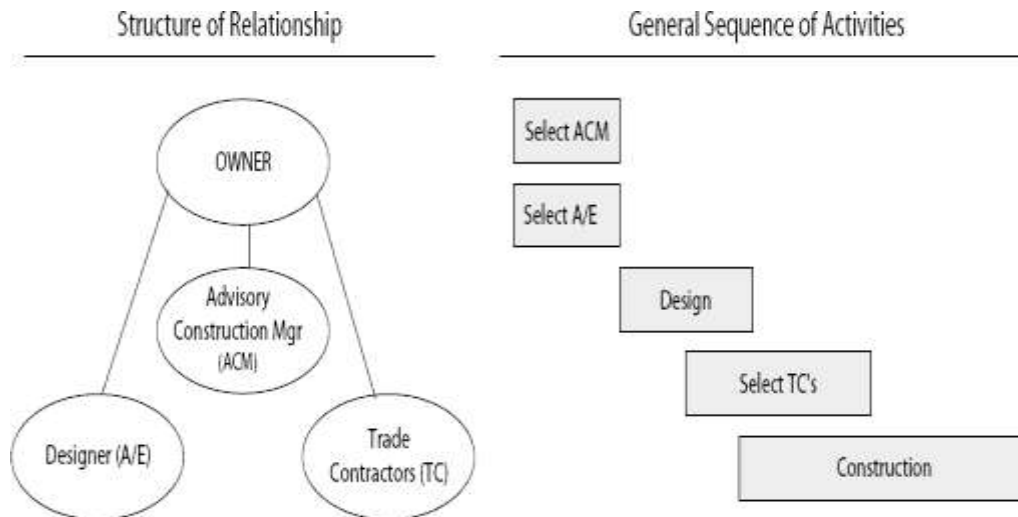 Structure of Relationship
General Sequence of Activities
OWNER
Advisory
Construction Mgr
(ACM)
Designer (A/E)
Trade
Contractors (TC)
Select ACM
Select A/E
Design
Select TC's
Construction